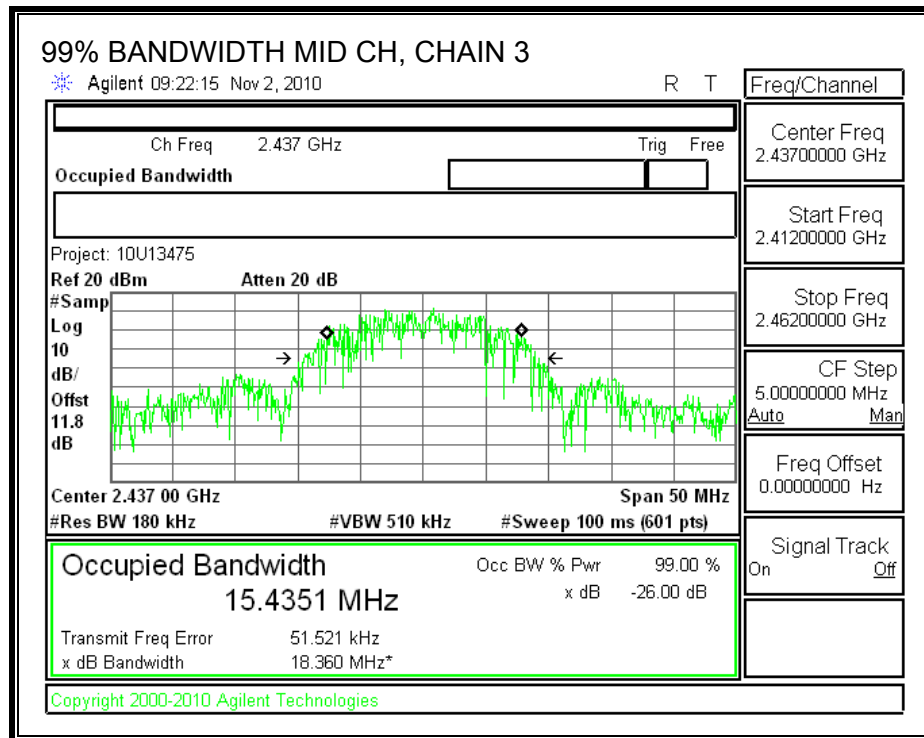 99% BANDWIDTH MID CH, CHAIN 3
Agilent 09:22:15 Nov 2, 2010 R T
Freq/Channel
Ch Freq 2.437 GHz Trig Free
Occupied Bandwidth
Center Freq
2.43700000 GHz
Start Freq
2.41200000 GHz
Stop Freq
2.46200000 GHz
CF Step
5.00000000 MHz
Auto Man
Freq Offset
0.00000000 Hz
Signal Track
On Off
Project: 10U13475
Ref 20 dBm Atten 20 dB
#Samp
Log
10
dB/
Offst
11.8
dB
Center 2.437 00 GHz Span 50 MHz
#Res BW 180 kHz #VBW 510 kHz #Sweep 100 ms (601 pts)
Occupied Bandwidth Occ BW % Pwr 99.00 %
15.4351 MHz x dB -26.00 dB
Transmit Freq Error 51.521 kHz
x dB Bandwidth 18.360 MHz*
Copyright 2000-2010 Agilent Technologies